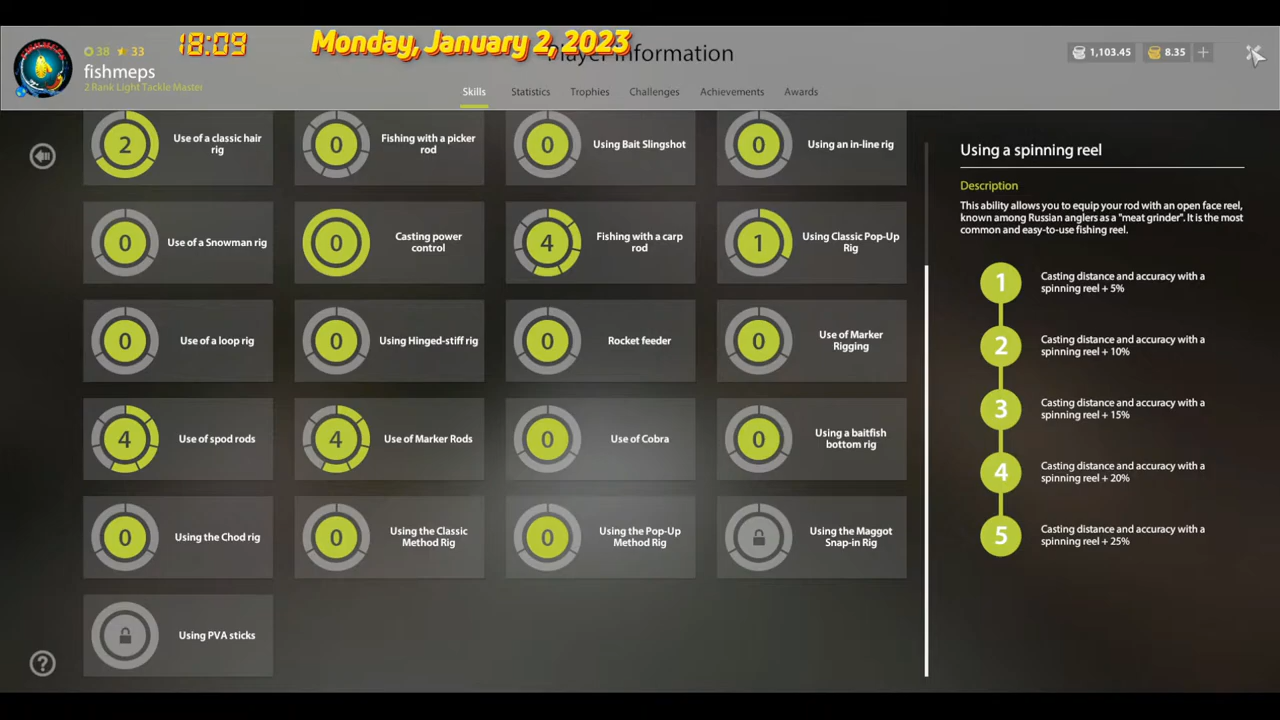 38 33
18:09
Monday, January 2, 2023
Player Information
1,103.45
8.35
fishmeps
2 Rank Light Tackle Master
Skills
Statistics
Trophies
Challenges
Achievements
Awards
2
Use of a classic hair
rig
0
Fishing with a picker
rod
0
Using Bait Slingshot
0
Using an in-line rig
0
Use of a Snowman rig
0
Casting power
control
4
Fishing with a carp
rod
1
Using Classic Pop-Up
Rig
0
Use of a loop rig
0
Using Hinged-stiff rig
0
Rocket feeder
0
Use of Marker
Rigging
4
Use of spod rods
4
Use of Marker Rods
0
Use of Cobra
0
Using a baitfish
bottom rig
0
Using the Chod rig
0
Using the Classic
Method Rig
0
Using the Pop-Up
Method Rig
Using the Maggot
Snap-in Rig
Using PVA sticks
?
Using a spinning reel
Description
This ability allows you to equip your rod with an open face reel,
known among Russian anglers as a "meat grinder". It is the most
common and easy-to-use fishing reel.
1
Casting distance and accuracy with a
spinning reel + 5%
2
Casting distance and accuracy with a
spinning reel + 10%
3
Casting distance and accuracy with a
spinning reel + 15%
4
Casting distance and accuracy with a
spinning reel + 20%
5
Casting distance and accuracy with a
spinning reel + 25%